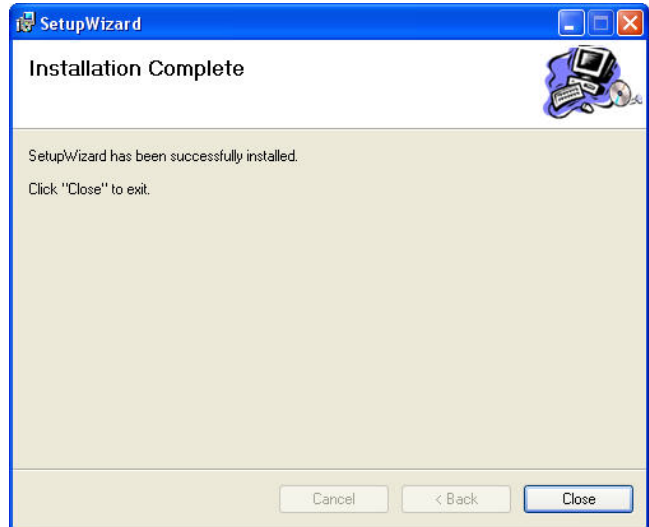 SetupWizard
Installation Complete
SetupWizard has been successfully installed.
Click "Close" to exit.
Cancel
< Back
Close